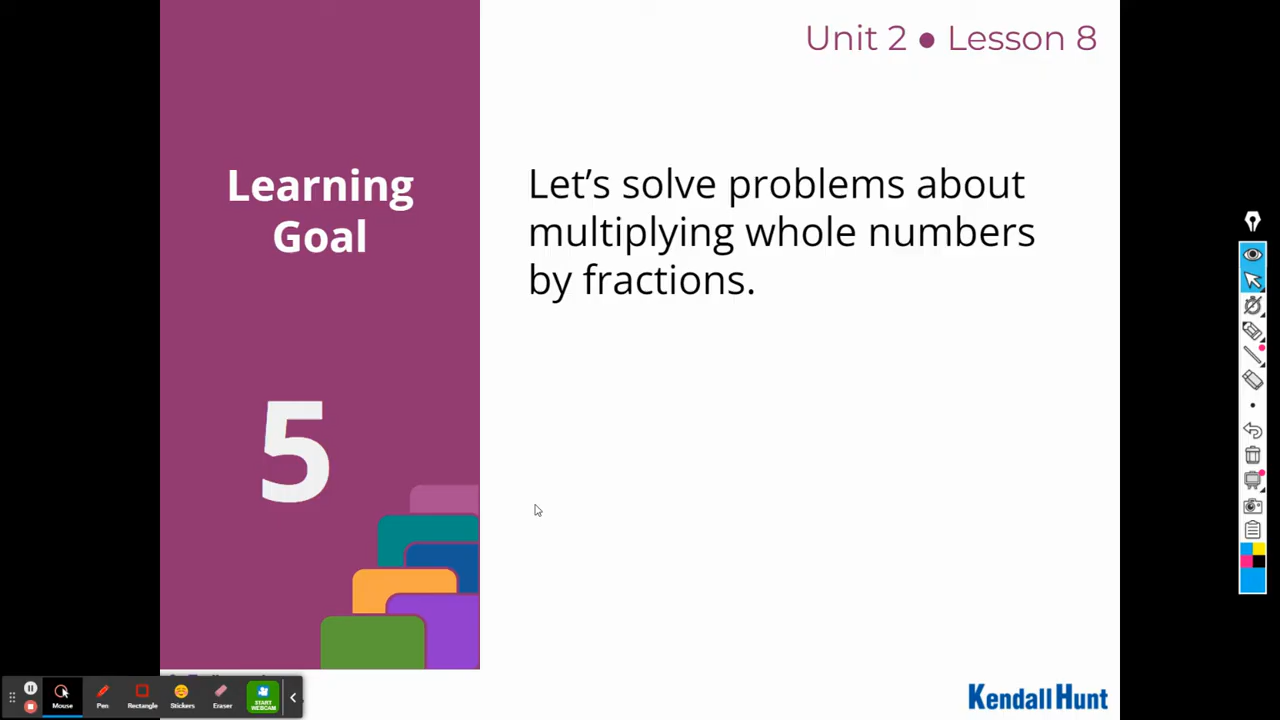 Unit 2 ● Lesson 8
Learning
Goal
Let's solve problems about
multiplying whole numbers
by fractions.
5
Mouse
Pen
Rectangle
Stickers
Eraser
START
WEBCAM
Kendall Hunt